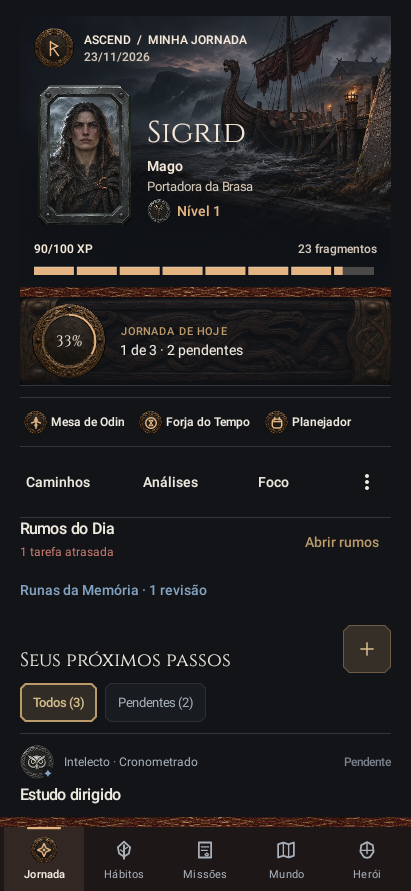 ASCEND / MINHA JORNADA
23/11/2026
Sigrid
Mago
Portadora da Brasa
Nível 1
90/100 XP
23 fragmentos
33%
JORNADA DE HOJE
1 de 3 · 2 pendentes
Mesa de Odin
Forja do Tempo
Planejador
Caminhos
Análises
Foco
Rumos do Dia
1 tarefa atrasada
Abrir rumos
Runas da Memória · 1 revisão
Seus próximos passos
Todos (3)
Pendentes (2)
Intelecto · Cronometrado
Pendente
Estudo dirigido
Jornada
Hábitos
Missões
Mundo
Herói